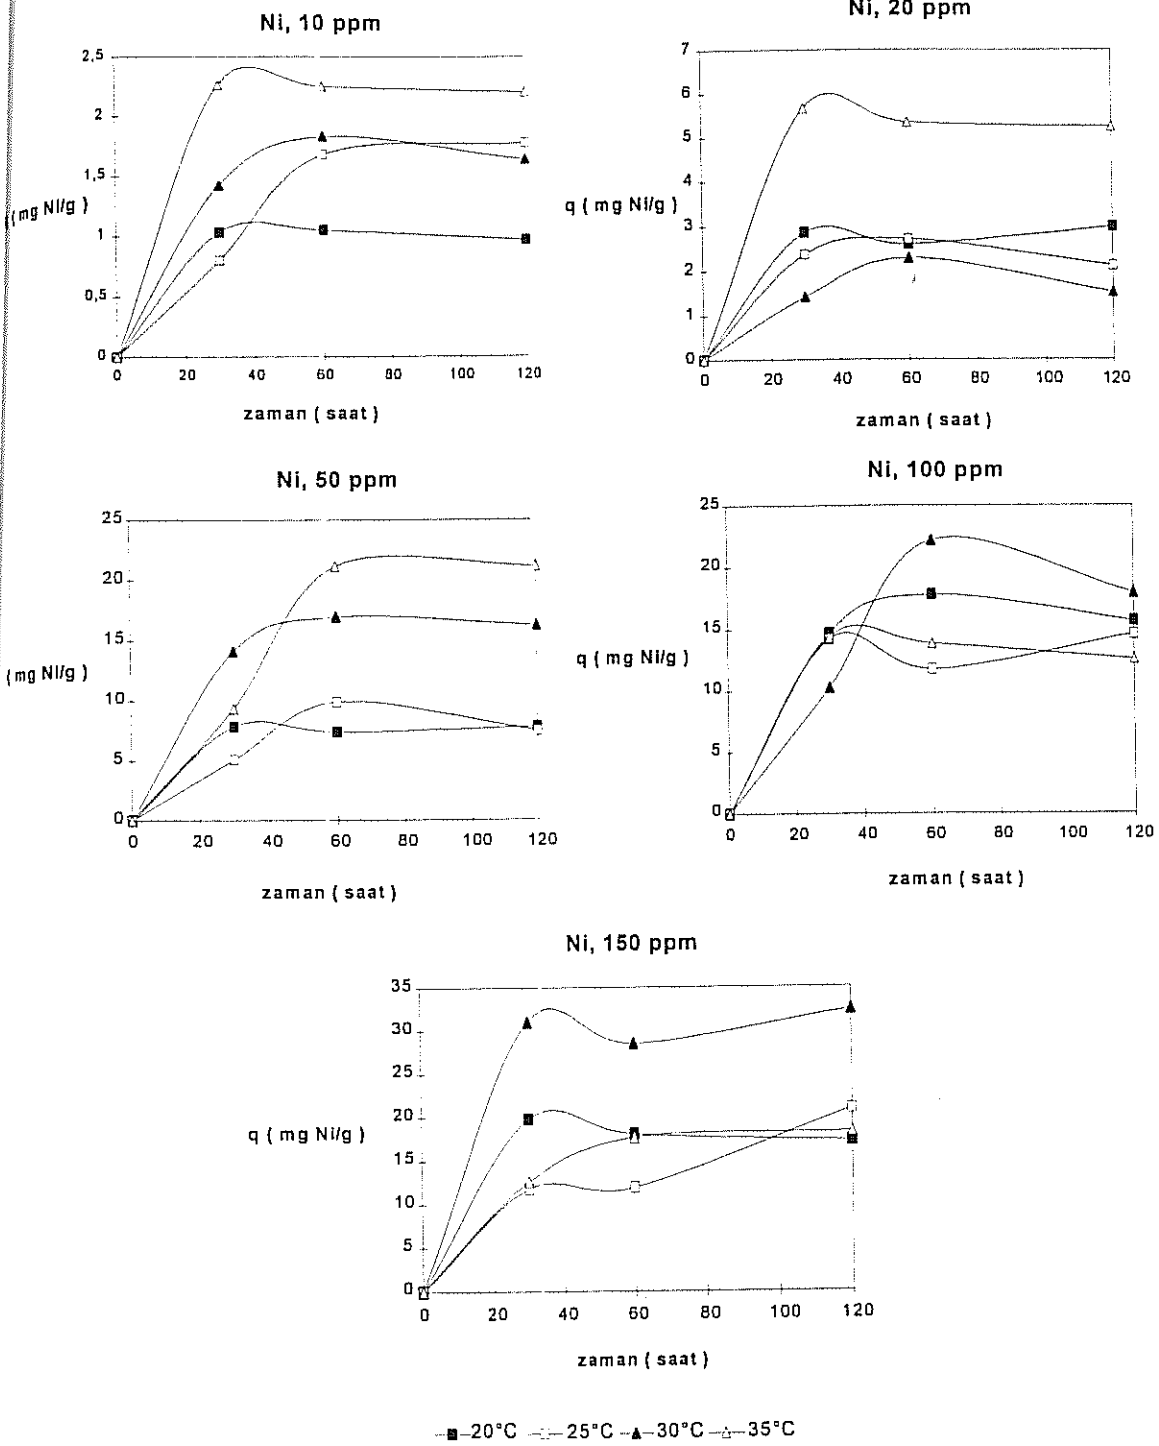 Ni, 10 ppm
2,5
2
1,5
1
0,5
0
(mg Ni/g)
0 20 40 60 80 100 120
zaman ( saat )
Ni, 20 ppm
7
6
5
4
3
2
1
0
q ( mg Ni/g )
0 20 40 60 80 100 120
zaman ( saat )
Ni, 50 ppm
25
20
15
10
5
0
(mg Ni/g)
0 20 40 60 80 100 120
zaman ( saat )
Ni, 100 ppm
25
20
15
10
5
0
q ( mg Ni/g )
0 20 40 60 80 100 120
zaman ( saat )
Ni, 150 ppm
35
30
25
20
15
10
5
0
q ( mg Ni/g )
0 20 40 60 80 100 120
zaman ( saat )
20°C 25°C 30°C 35°C